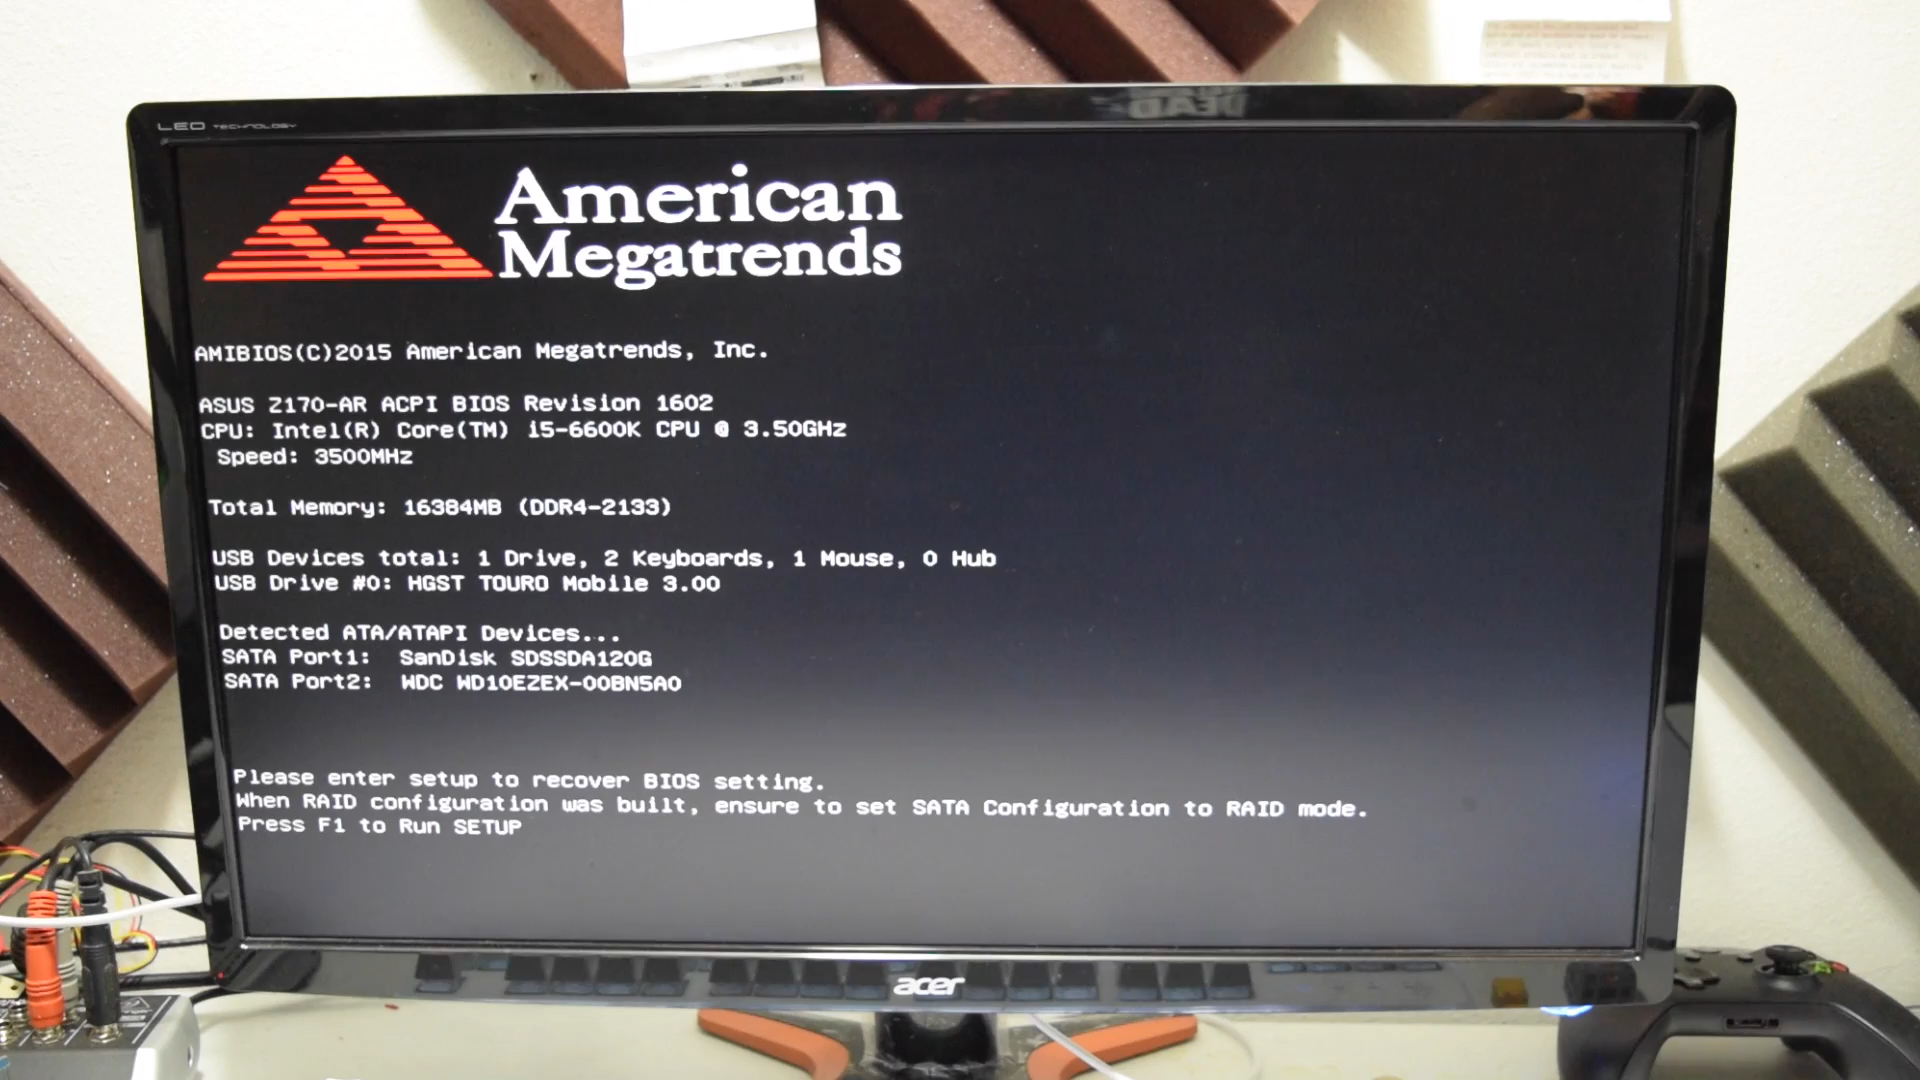 LED TECHNOLOGY
American
Megatrends
AMIBIOS(C)2015 American Megatrends, Inc.
ASUS Z170-AR ACPI BIOS Revision 1602
CPU: Intel(R) Core(TM) i5-6600K CPU @ 3.50GHz
Speed: 3500MHz
Total Memory: 16384MB (DDR4-2133)
USB Devices total: 1 Drive, 2 Keyboards, 1 Mouse, 0 Hub
USB Drive #0: HGST TOURO Mobile 3.00
Detected ATA/ATAPI Devices...
SATA Port1: SanDisk SDSSDA120G
SATA Port2: WDC WD10EZEX-00BN5A0
Please enter setup to recover BIOS setting.
When RAID configuration was built, ensure to set SATA Configuration to RAID mode.
Press F1 to Run SETUP
acer